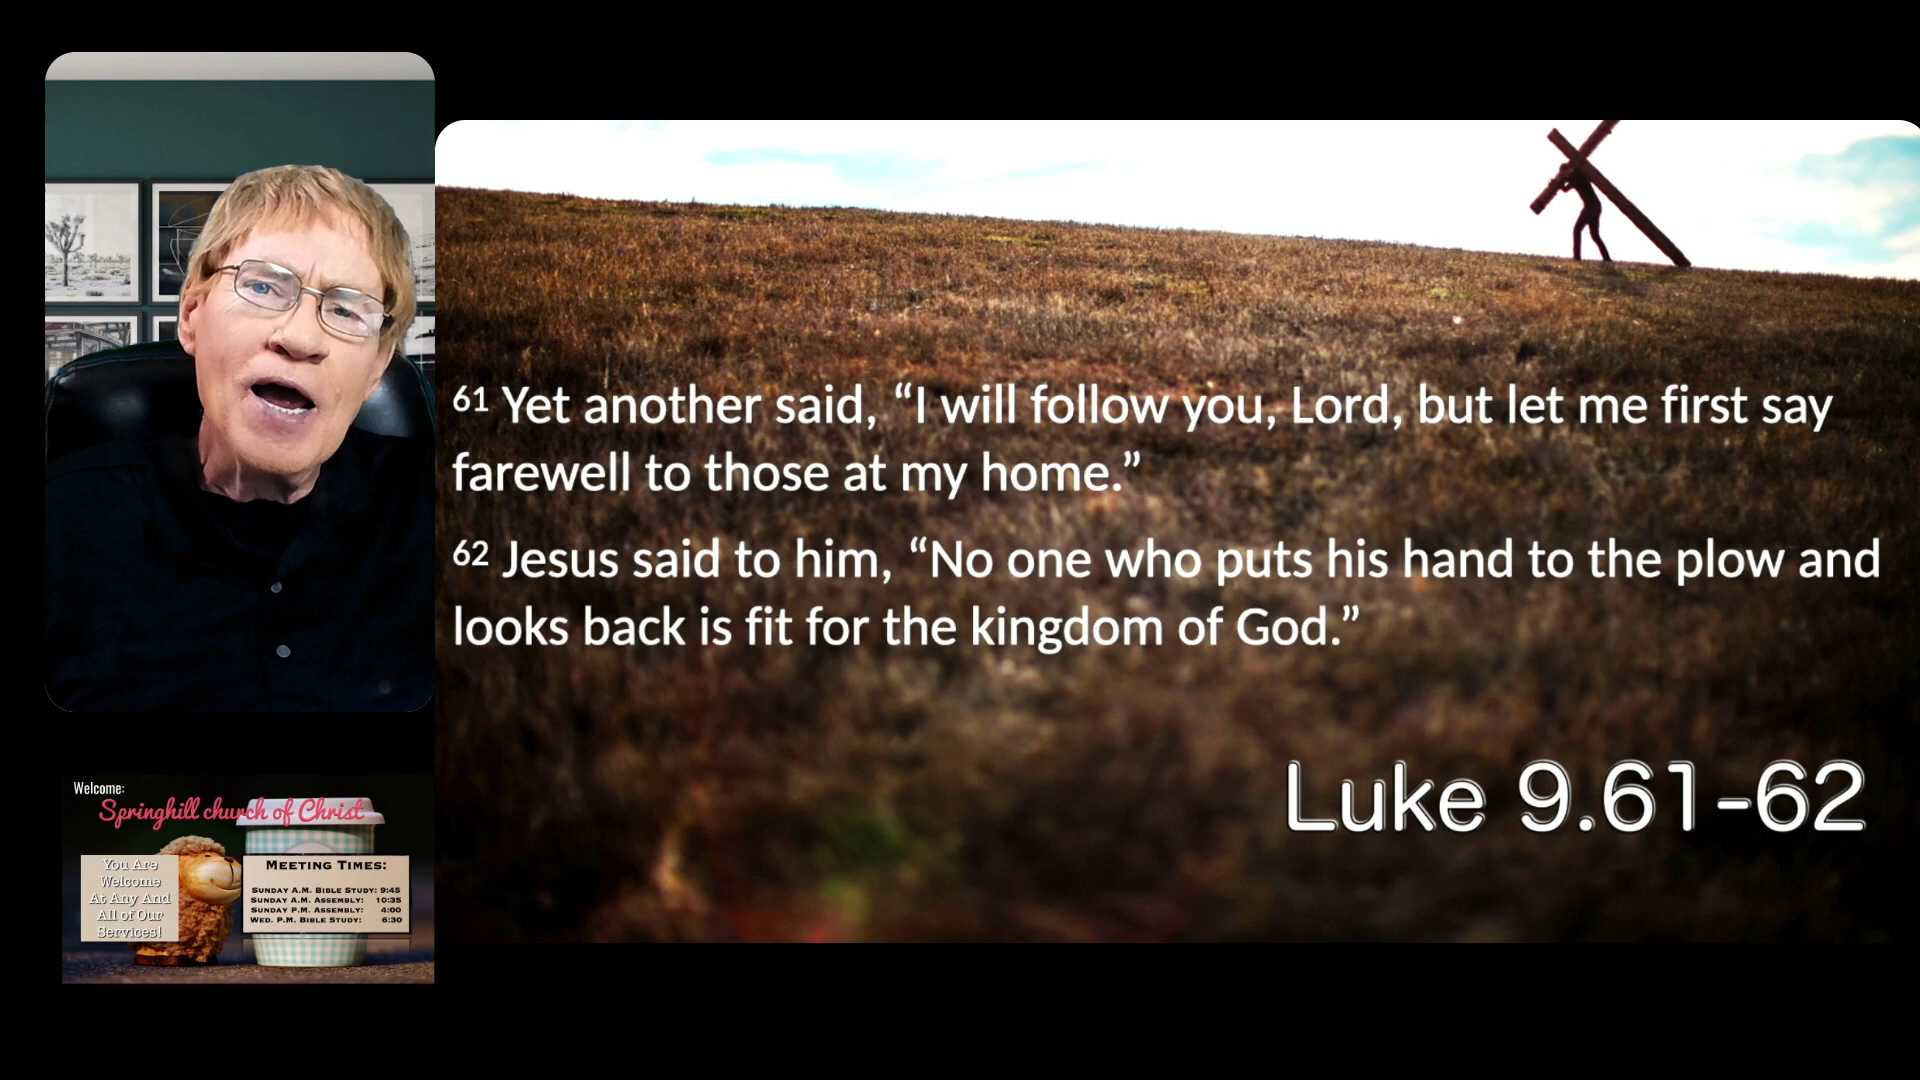 61 Yet another said, “I will follow you, Lord, but let me first say
farewell to those at my home.”
62 Jesus said to him, “No one who puts his hand to the plow and
looks back is fit for the kingdom of God.”
Luke 9.61-62
Welcome:
Springhill church of Christ
You Are
Welcome
At Any And
All of Our
Services!
Meeting Times:
Sunday A.M. Bible Study: 9:45
Sunday A.M. Assembly: 10:35
Sunday P.M. Assembly: 4:00
Wed. P.M. Bible Study: 6:30